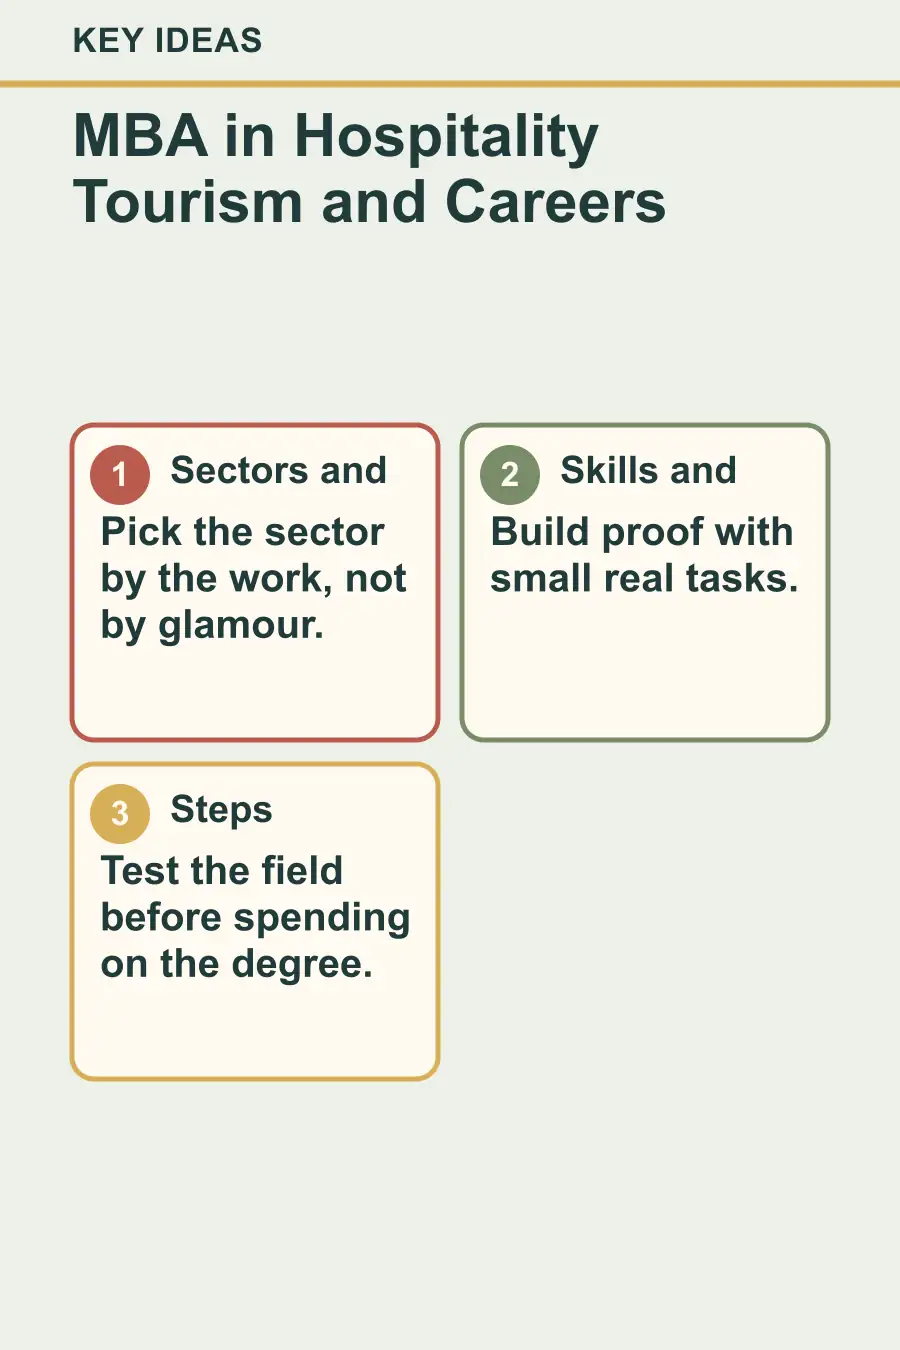 KEY IDEAS
MBA in Hospitality
Tourism and Careers
1 Sectors and
Pick the sector
by the work, not
by glamour.
2 Skills and
Build proof with
small real tasks.
3 Steps
Test the field
before spending
on the degree.